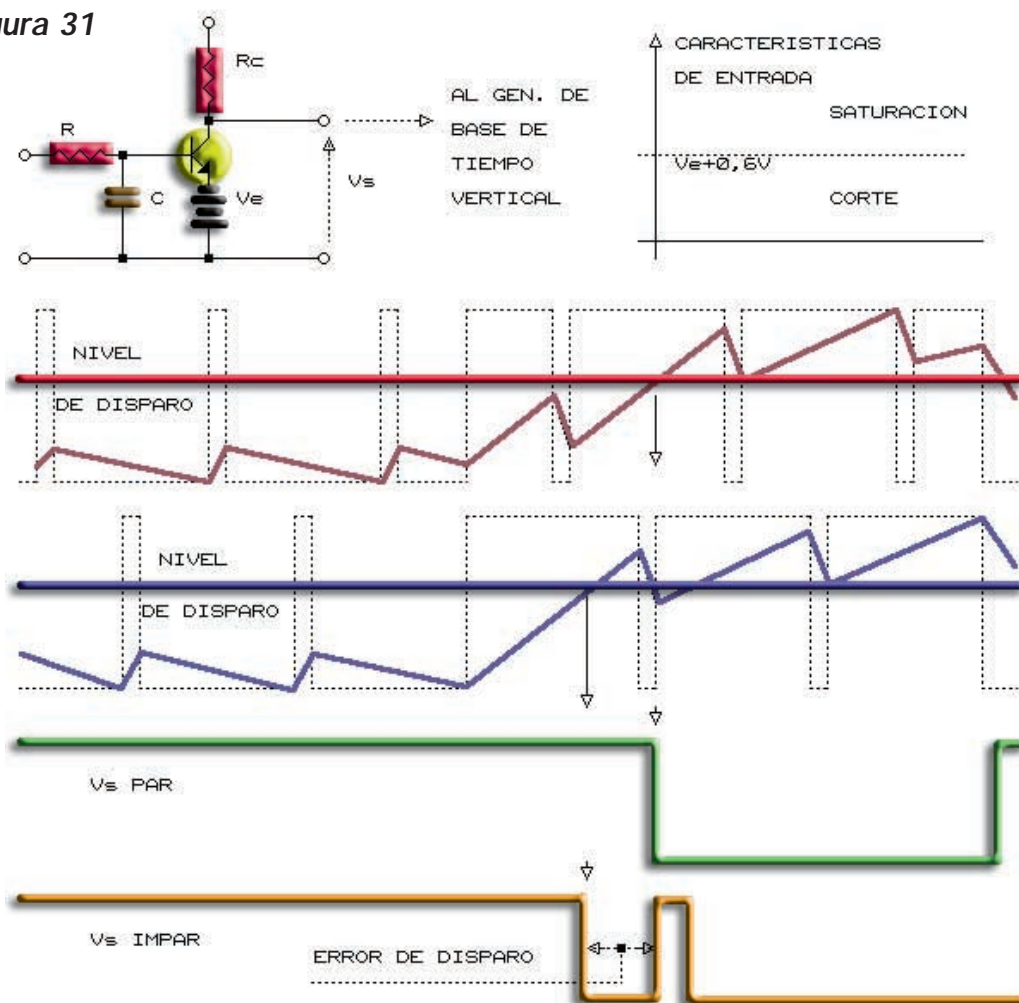 ura 31
Rc
R
C
Ve
Vs
AL GEN. DE
BASE DE
TIEMPO
VERTICAL
CARACTERISTICAS
DE ENTRADA
SATURACION
Ve+0,6V
CORTE
NIVEL
DE DISPARO
NIVEL
DE DISPARO
Vs PAR
Vs IMPAR
ERROR DE DISPARO